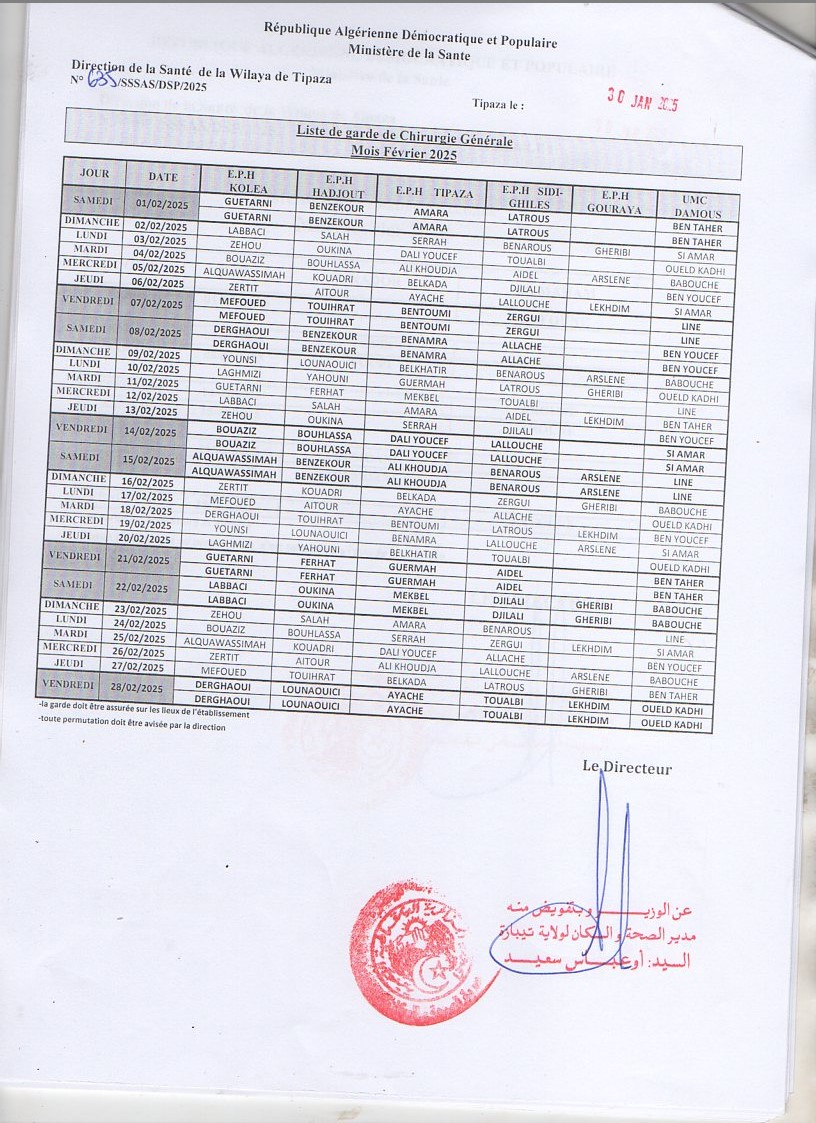 République Algérienne Démocratique et Populaire
Ministère de la Sante
Direction de la Santé de la Wilaya de Tipaza
N° 635/SSSAS/DSP/2025
Tipaza le : 30 JAN 2025
Liste de garde de Chirurgie Générale
Mois Février 2025
JOUR DATE E.P.H KOLEA E.P.H HADJOUT E.P.H TIPAZA E.P.H SIDI-GHILES E.P.H GOURAYA UMC DAMOUS
SAMEDI 01/02/2025 GUETARNI BENZEKOUR AMARA LATROUS BEN TAHER
GUETARNI BENZEKOUR AMARA LATROUS BEN TAHER
DIMANCHE 02/02/2025 LABBACI SALAH SERRAH BENAROUS GHERIBI SI AMAR
LUNDI 03/02/2025 ZEHOU OUKINA DALI YOUCEF TOUALBI OUELD KADHI
MARDI 04/02/2025 BOUAZIZ BOUHLASSA ALI KHOUDJA AIDEL ARSLENE BABOUCHE
MERCREDI 05/02/2025 ALQUAWASSIMAH KOUADRI BELKADA DJILALI BEN YOUCEF
JEUDI 06/02/2025 ZERTIT AITOUR AYACHE LALLOUCHE LEKHDIM SI AMAR
VENDREDI 07/02/2025 MEFOUED TOUIHRAT BENTOUMI ZERGUI LINE
MEFOUED TOUIHRAT BENTOUMI ZERGUI LINE
SAMEDI 08/02/2025 DERGHAOUI BENZEKOUR BENAMRA ALLACHE BEN YOUCEF
DERGHAOUI BENZEKOUR BENAMRA ALLACHE BEN YOUCEF
DIMANCHE 09/02/2025 YOUNSI LOUNAOUICI BELKHATIR BENAROUS ARSLENE BABOUCHE
LUNDI 10/02/2025 LAGHMIZI YAHOUNI GUERMAH LATROUS GHERIBI OUELD KADHI
MARDI 11/02/2025 GUETARNI FERHAT MEKBEL TOUALBI LINE
MERCREDI 12/02/2025 LABBACI SALAH AMARA AIDEL LEKHDIM BEN TAHER
JEUDI 13/02/2025 ZEHOU OUKINA SERRAH DJILALI BEN YOUCEF
VENDREDI 14/02/2025 BOUAZIZ BOUHLASSA DALI YOUCEF LALLOUCHE SI AMAR
BOUAZIZ BOUHLASSA DALI YOUCEF LALLOUCHE SI AMAR
SAMEDI 15/02/2025 ALQUAWASSIMAH BENZEKOUR ALI KHOUDJA BENAROUS ARSLENE LINE
ALQUAWASSIMAH BENZEKOUR ALI KHOUDJA BENAROUS ARSLENE LINE
DIMANCHE 16/02/2025 ZERTIT KOUADRI BELKADA ZERGUI GHERIBI BABOUCHE
LUNDI 17/02/2025 MEFOUED AITOUR AYACHE ALLACHE OUELD KADHI
MARDI 18/02/2025 DERGHAOUI TOUIHRAT BENTOUMI LATROUS LEKHDIM BEN YOUCEF
MERCREDI 19/02/2025 YOUNSI LOUNAOUICI BENAMRA LALLOUCHE ARSLENE SI AMAR
JEUDI 20/02/2025 LAGHMIZI YAHOUNI BELKHATIR TOUALBI OUELD KADHI
VENDREDI 21/02/2025 GUETARNI FERHAT GUERMAH AIDEL BEN TAHER
GUETARNI FERHAT GUERMAH AIDEL BEN TAHER
SAMEDI 22/02/2025 LABBACI OUKINA MEKBEL DJILALI GHERIBI BABOUCHE
LABBACI OUKINA MEKBEL DJILALI GHERIBI BABOUCHE
DIMANCHE 23/02/2025 ZEHOU SALAH AMARA BENAROUS LINE
LUNDI 24/02/2025 BOUAZIZ BOUHLASSA SERRAH ZERGUI LEKHDIM SI AMAR
MARDI 25/02/2025 ALQUAWASSIMAH KOUADRI DALI YOUCEF ALLACHE BEN YOUCEF
MERCREDI 26/02/2025 ZERTIT AITOUR ALI KHOUDJA LALLOUCHE ARSLENE BABOUCHE
JEUDI 27/02/2025 MEFOUED TOUIHRAT BELKADA LATROUS GHERIBI BEN TAHER
VENDREDI 28/02/2025 DERGHAOUI LOUNAOUICI AYACHE TOUALBI LEKHDIM OUELD KADHI
DERGHAOUI LOUNAOUICI AYACHE TOUALBI LEKHDIM OUELD KADHI
-la garde doit être assurée sur les lieux de l'établissement
-toute permutation doit être avisée par la direction
Le Directeur
عن الوزير و بتفويض منه
مدير الصحة و السكان لولاية تيبازة
السيد: أوعباس سعيد